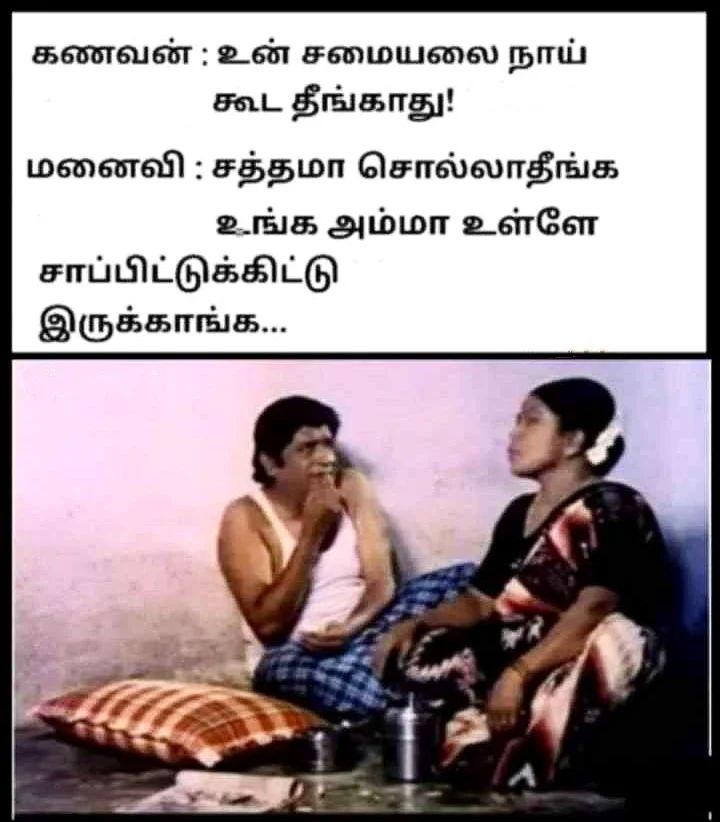 கணவன் : உன் சமையலை நாய்
கூட தீங்காது!
மனைவி : சத்தமா சொல்லாதீங்க
உங்க அம்மா உள்ளே
சாப்பிட்டுக்கிட்டு
இருக்காங்க...